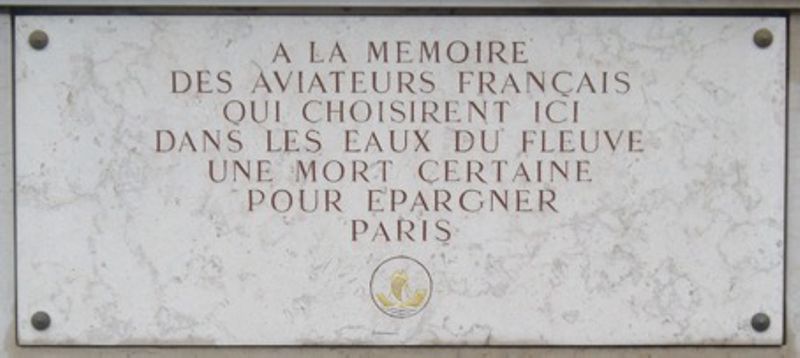 A LA MEMOIRE
DES AVIATEURS FRANÇAIS
QUI CHOISIRENT ICI
DANS LES EAUX DU FLEUVE
UNE MORT CERTAINE
POUR EPARGNER
PARIS